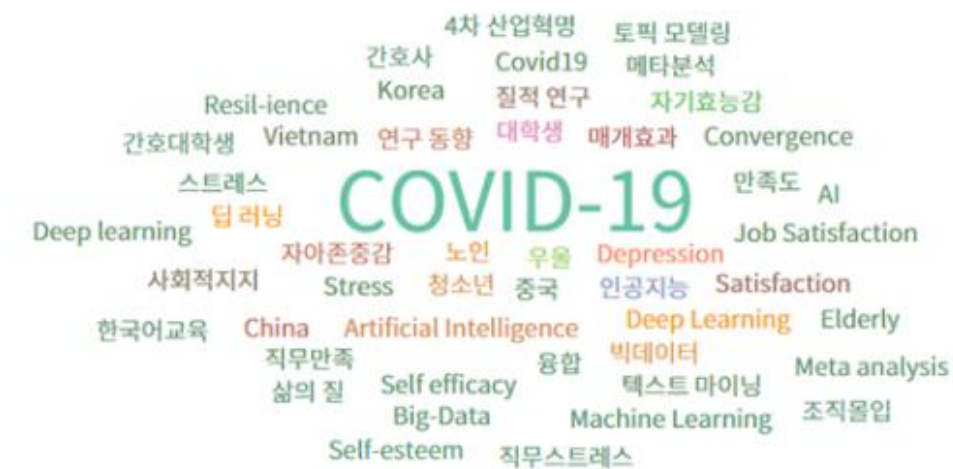 4차 산업혁명 토픽 모델링
간호사 Covid19 메타분석
Resil-ience Korea 질적 연구 자기효능감
간호대학생 Vietnam 연구 동향 대학생 매개효과 Convergence
스트레스 COVID-19 만족도 AI
Deep learning 딥 러닝 Job Satisfaction
자아존중감 노인 우울 Depression
사회적지지 Stress 청소년 중국 인공지능 Satisfaction
한국어교육 China Artificial Intelligence Deep Learning Elderly
직무만족 융합 빅데이터 Meta analysis
삶의 질 Self efficacy 텍스트 마이닝
Big-Data Machine Learning 조직몰입
Self-esteem 직무스트레스